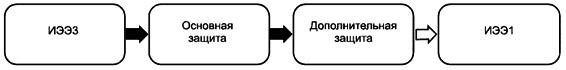 ИЭЭ3
Основная
защита
Дополнительная
защита
ИЭЭ1